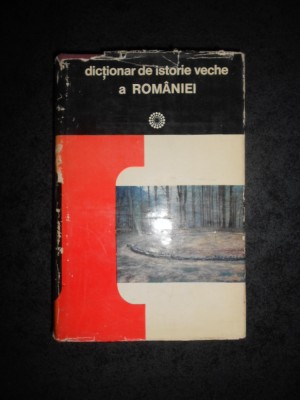 dicționar de istorie veche
a ROMÂNIEI